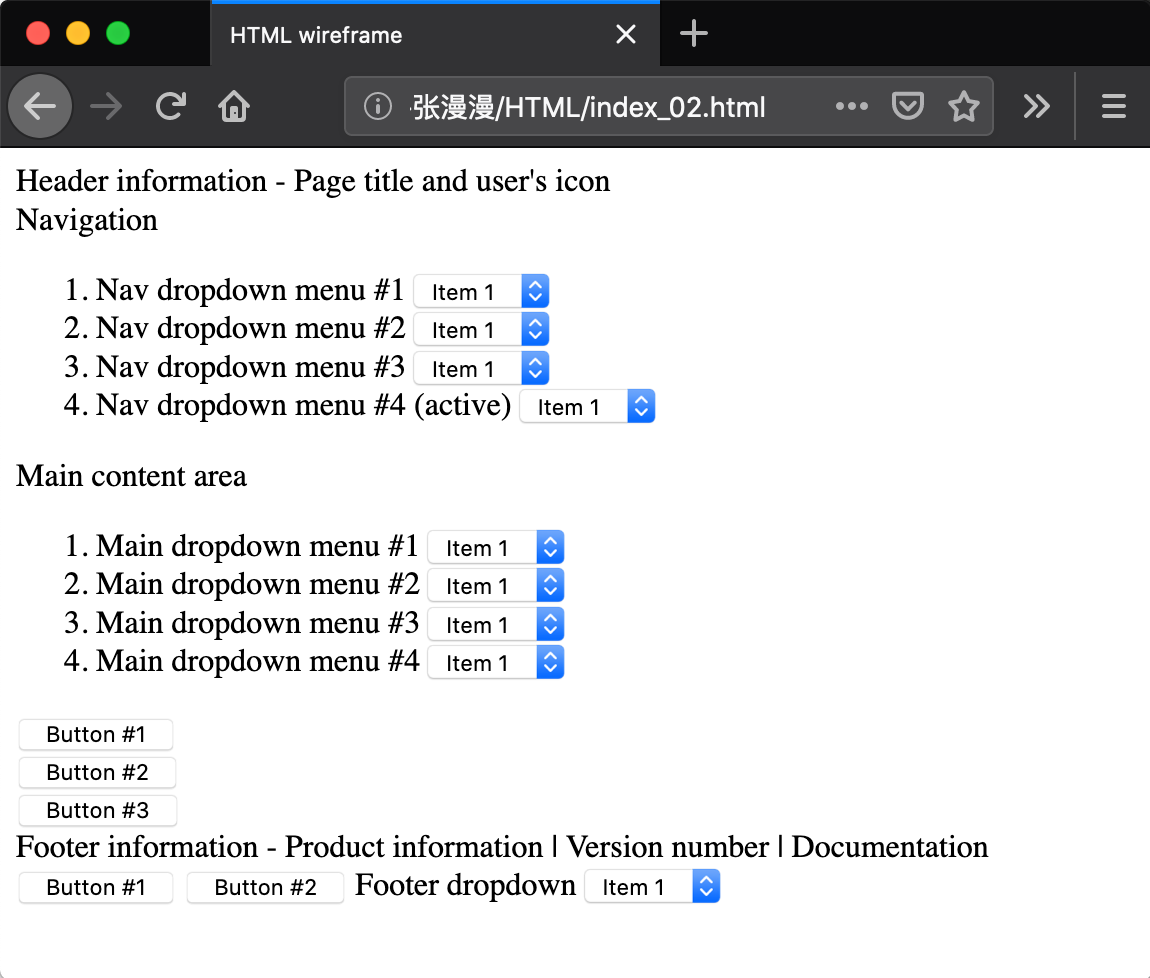 HTML wireframe
张漫漫/HTML/index_02.html
Header information - Page title and user's icon
Navigation
1. Nav dropdown menu #1 Item 1
2. Nav dropdown menu #2 Item 1
3. Nav dropdown menu #3 Item 1
4. Nav dropdown menu #4 (active) Item 1
Main content area
1. Main dropdown menu #1 Item 1
2. Main dropdown menu #2 Item 1
3. Main dropdown menu #3 Item 1
4. Main dropdown menu #4 Item 1
Button #1
Button #2
Button #3
Footer information - Product information | Version number | Documentation
Button #1 Button #2 Footer dropdown Item 1